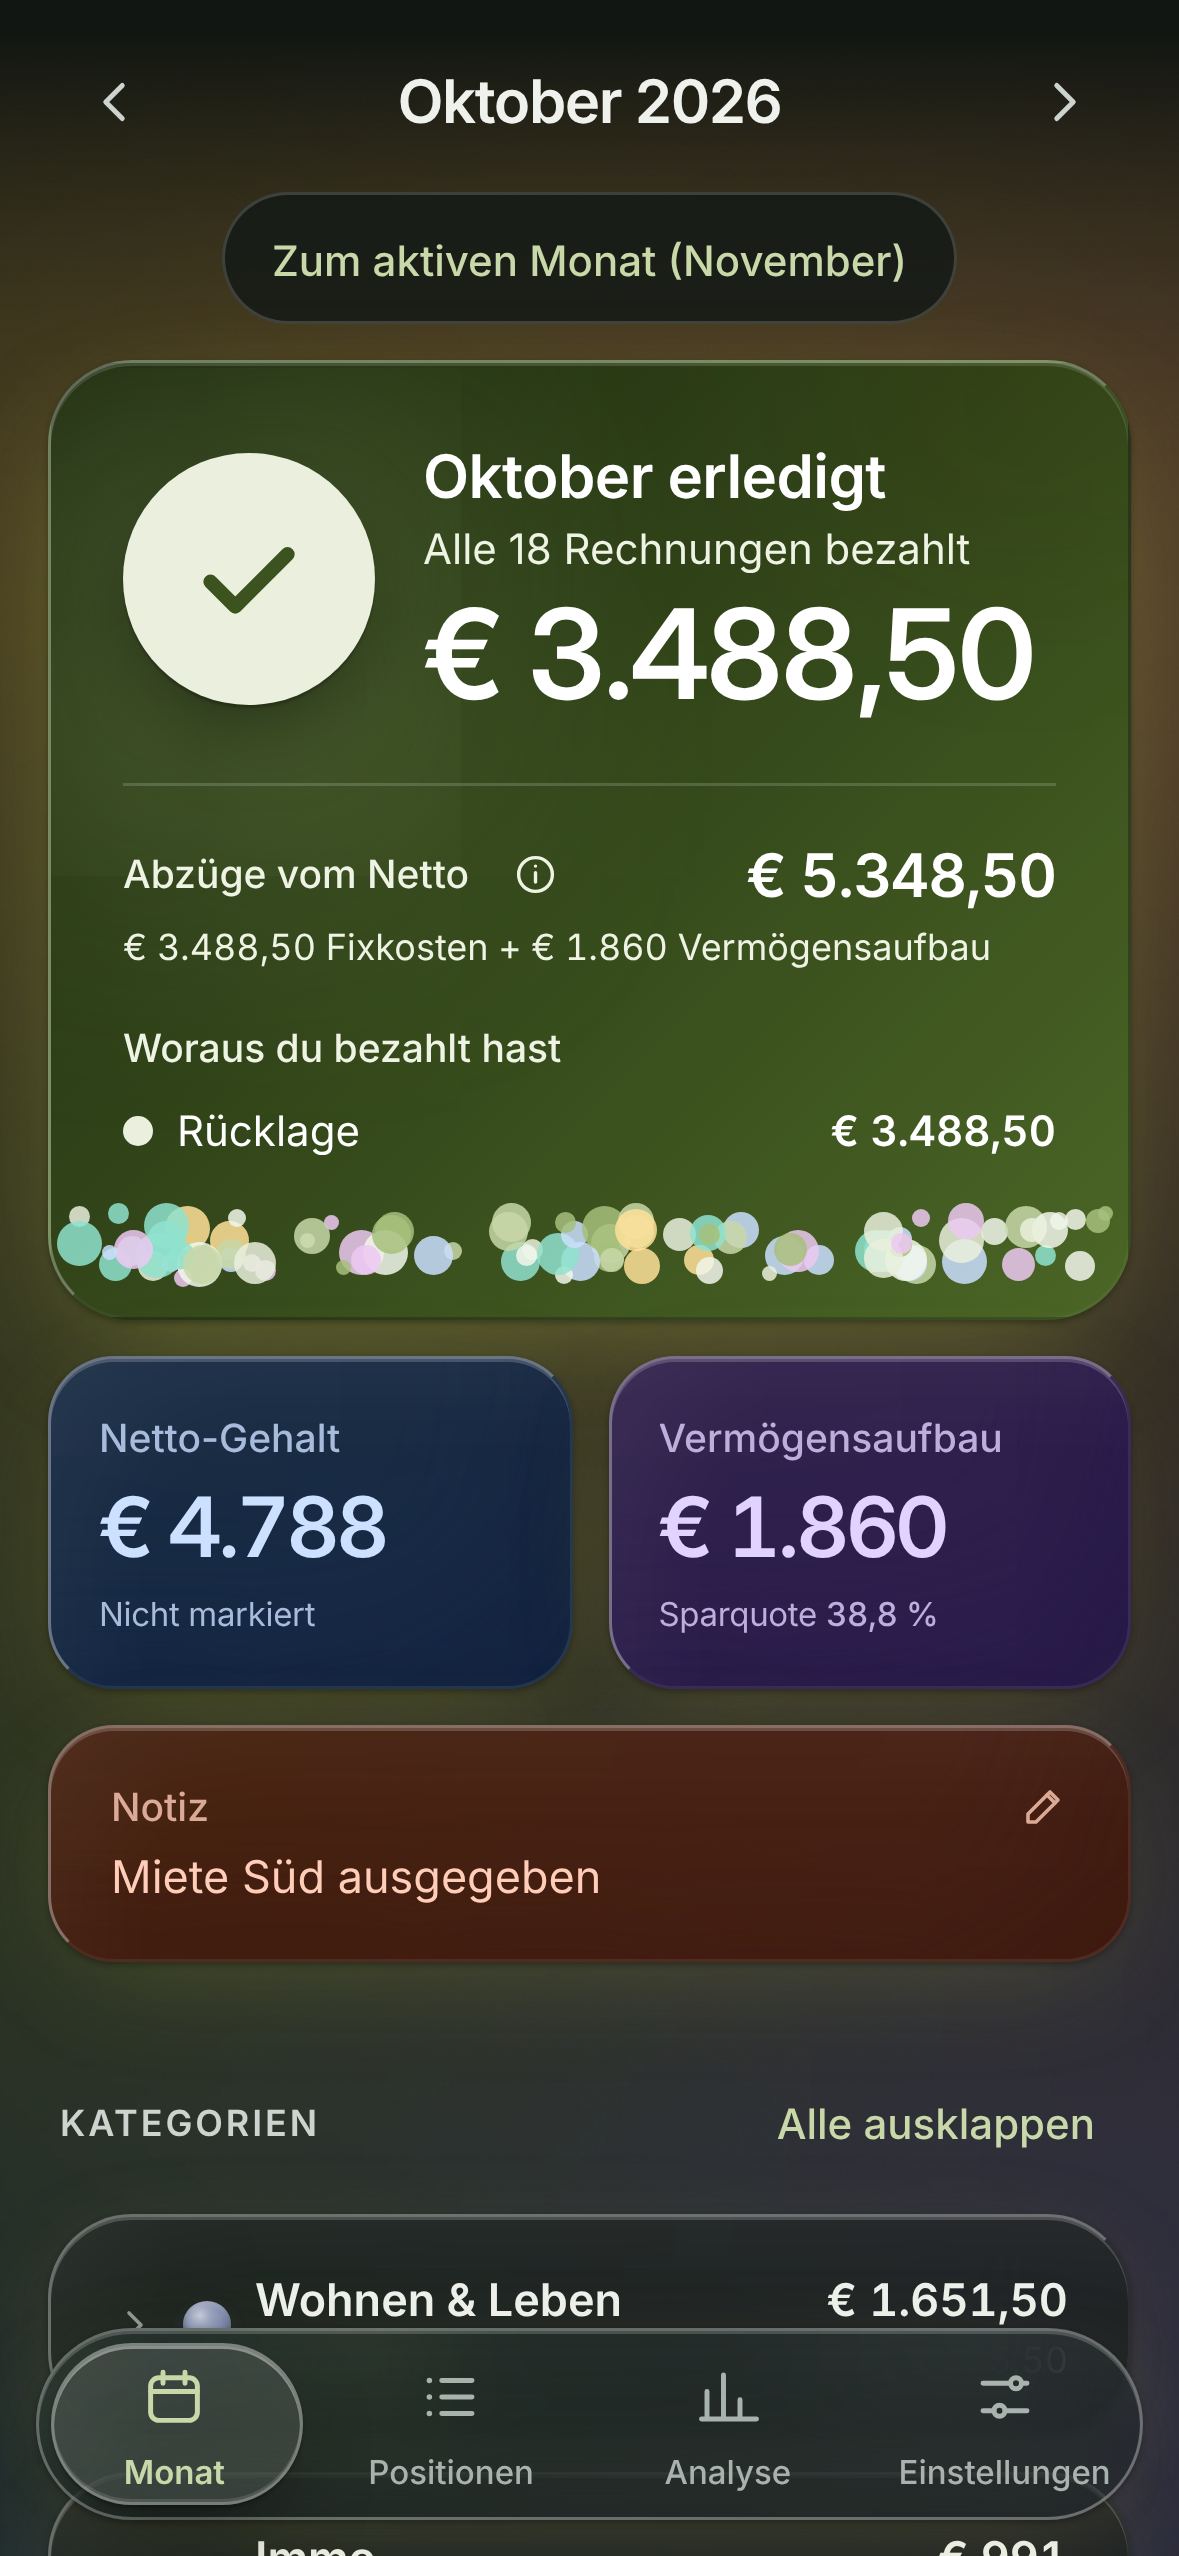 Oktober 2026
Zum aktiven Monat (November)
Oktober erledigt
Alle 18 Rechnungen bezahlt
€ 3.488,50
Abzüge vom Netto
€ 5.348,50
€ 3.488,50 Fixkosten + € 1.860 Vermögensaufbau
Woraus du bezahlt hast
Rücklage
€ 3.488,50
Netto-Gehalt
€ 4.788
Nicht markiert
Vermögensaufbau
€ 1.860
Sparquote 38,8 %
Notiz
Miete Süd ausgegeben
KATEGORIEN
Alle ausklappen
Wohnen & Leben
€ 1.651,50
Monat
Positionen
Analyse
Einstellungen
€ 991